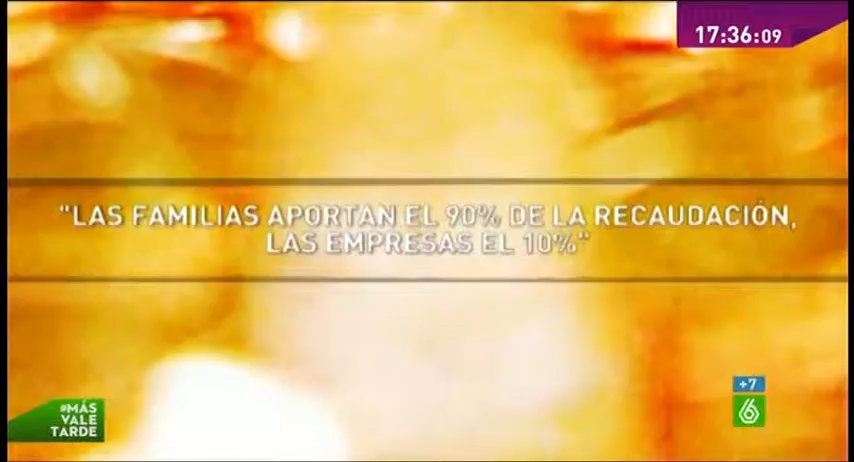 17:36:09
"LAS FAMILIAS APORTAN EL 90% DE LA RECAUDACIÓN,
LAS EMPRESAS EL 10%"
+7
6
#MÁS
VALE
TARDE